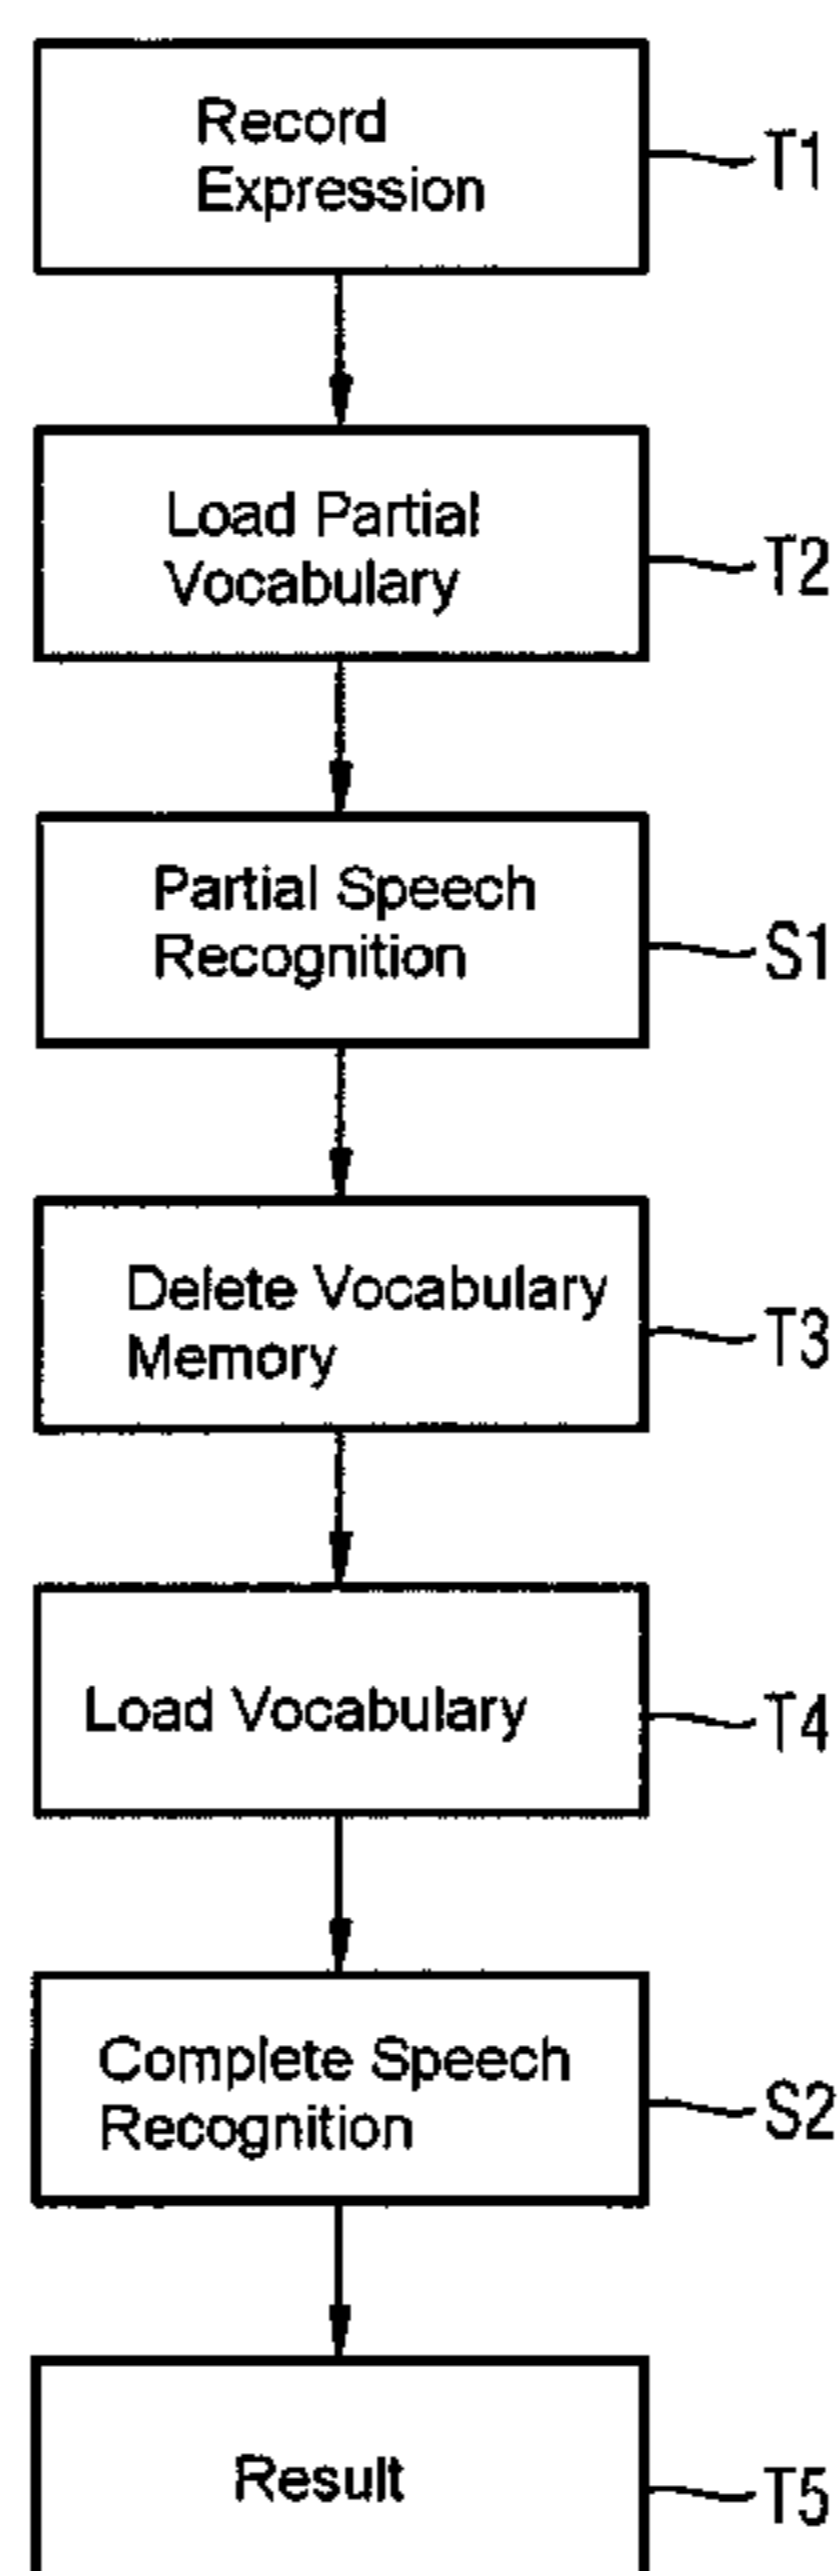 Record
Expression
T1
Load Partial
Vocabulary
T2
Partial Speech
Recognition
S1
Delete Vocabulary
Memory
T3
Load Vocabulary
T4
Complete Speech
Recognition
S2
Result
T5